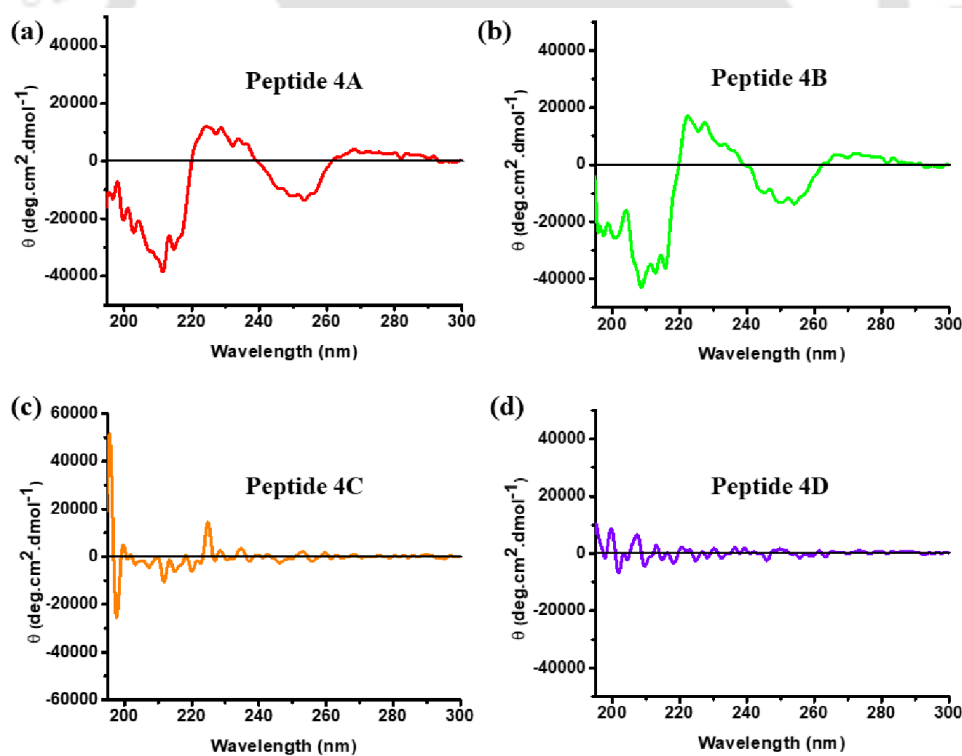 (a)
Peptide 4A
40000
20000
0
-20000
-40000
θ (deg.cm².dmol⁻¹)
200 220 240 260 280 300
Wavelength (nm)
(b)
Peptide 4B
40000
20000
0
-20000
-40000
θ (deg.cm².dmol⁻¹)
200 220 240 260 280 300
Wavelength (nm)
(c)
Peptide 4C
60000
40000
20000
0
-20000
-40000
-60000
θ (deg.cm².dmol⁻¹)
200 220 240 260 280 300
Wavelength (nm)
(d)
Peptide 4D
40000
20000
0
-20000
-40000
θ (deg.cm².dmol⁻¹)
200 220 240 260 280 300
Wavelength (nm)